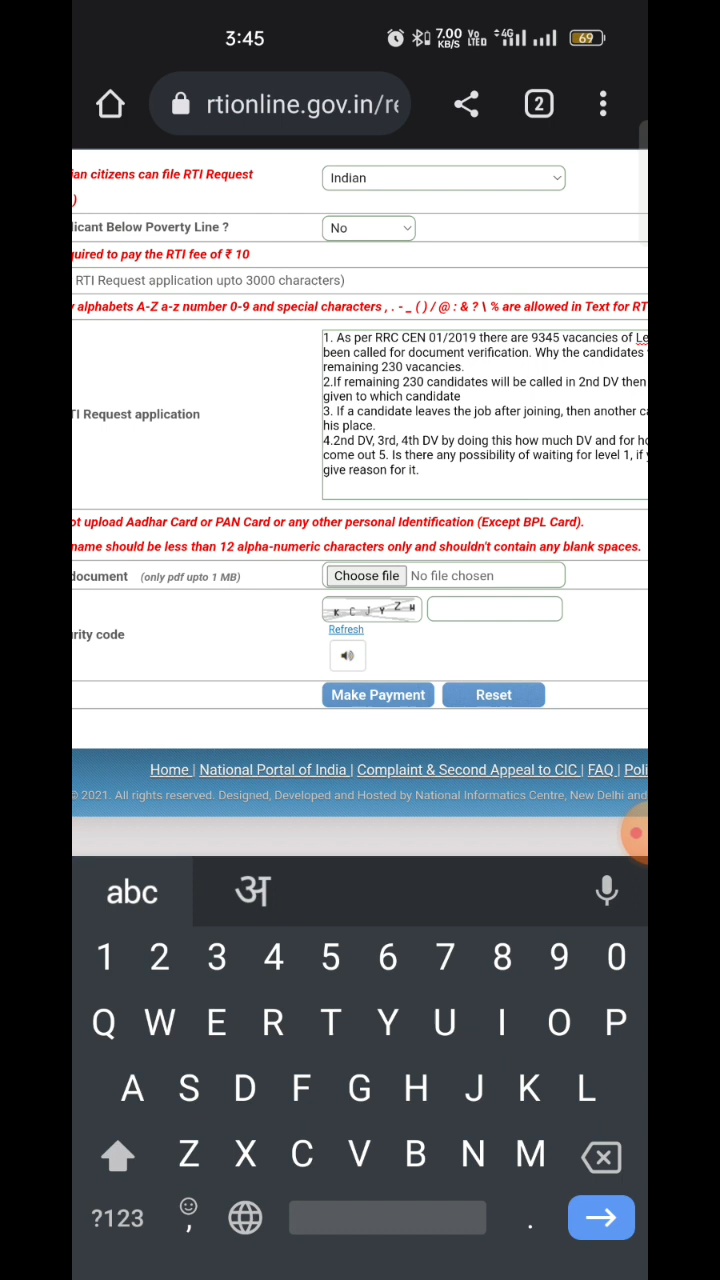 3:45 7.00 KB/S Vo LTED 4G 69
rtionline.gov.in/re 2
ian citizens can file RTI Request Indian
)
licant Below Poverty Line ? No
quired to pay the RTI fee of ₹ 10
RTI Request application upto 3000 characters)
y alphabets A-Z a-z number 0-9 and special characters , . - _ ( ) / @ : & ? \ % are allowed in Text for RT
1. As per RRC CEN 01/2019 there are 9345 vacancies of Le
been called for document verification. Why the candidates
remaining 230 vacancies.
2.If remaining 230 candidates will be called in 2nd DV then
given to which candidate
TI Request application
3. If a candidate leaves the job after joining, then another ca
his place.
4.2nd DV, 3rd, 4th DV by doing this how much DV and for ho
come out 5. Is there any possibility of waiting for level 1, if y
give reason for it.
ot upload Aadhar Card or PAN Card or any other personal Identification (Except BPL Card).
name should be less than 12 alpha-numeric characters only and shouldn't contain any blank spaces.
document (only pdf upto 1 MB) Choose file No file chosen
K C J Y Z H
Refresh
rity code
Make Payment Reset
Home | National Portal of India | Complaint & Second Appeal to CIC | FAQ | Poli
© 2021. All rights reserved. Designed, Developed and Hosted by National Informatics Centre, New Delhi and
abc अ
1 2 3 4 5 6 7 8 9 0
Q W E R T Y U I O P
A S D F G H J K L
Z X C V B N M
?123 , .